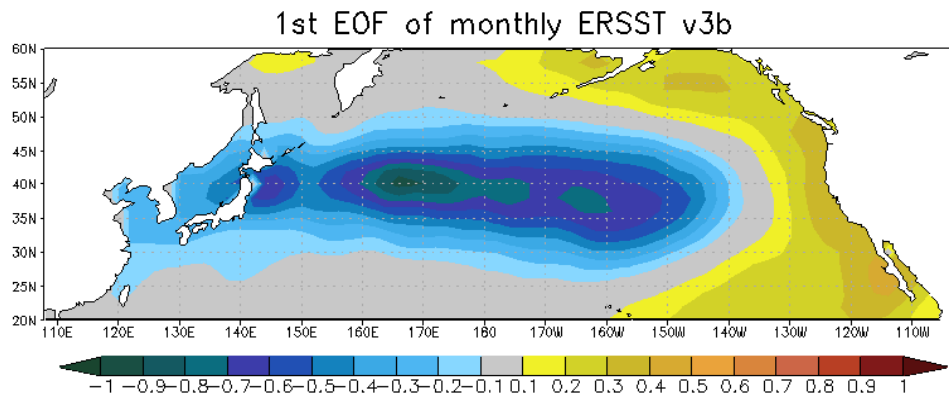 1st EOF of monthly ERSST v3b
60N
55N
50N
45N
40N
35N
30N
25N
20N
110E 120E 130E 140E 150E 160E 170E 180 170W 160W 150W 140W 130W 120W 110W
-1 -0.9 -0.8 -0.7 -0.6 -0.5 -0.4 -0.3 -0.2 -0.1 0.1 0.2 0.3 0.4 0.5 0.6 0.7 0.8 0.9 1